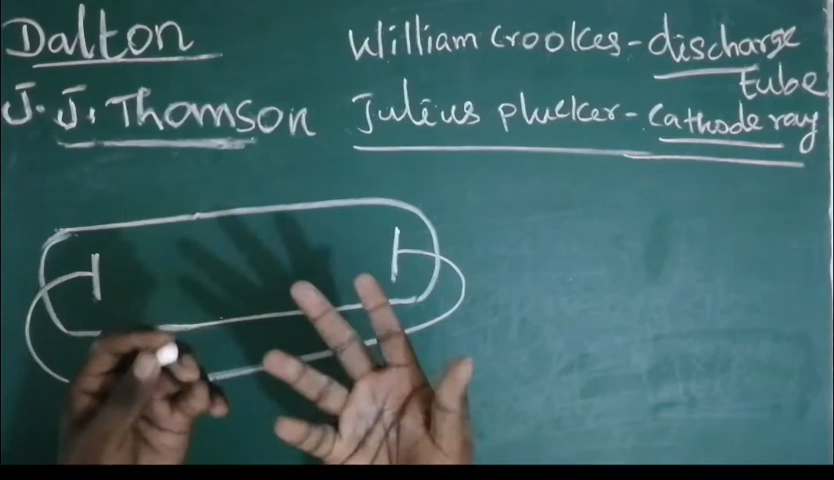 Dalton
J. J. Thomson
William Crookes - discharge
tube
Julius plucker - Cathode ray